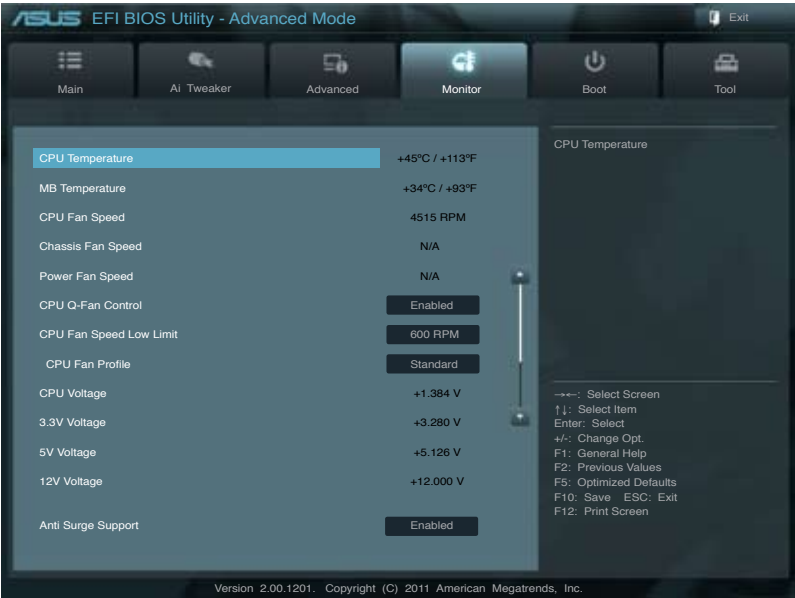 ASUS EFI BIOS Utility - Advanced Mode
Exit
Main
Ai Tweaker
Advanced
Monitor
Boot
Tool
CPU Temperature +45ºC / +113ºF
MB Temperature +34ºC / +93ºF
CPU Fan Speed 4515 RPM
Chassis Fan Speed N/A
Power Fan Speed N/A
CPU Q-Fan Control Enabled
CPU Fan Speed Low Limit 600 RPM
CPU Fan Profile Standard
CPU Voltage +1.384 V
3.3V Voltage +3.280 V
5V Voltage +5.126 V
12V Voltage +12.000 V
Anti Surge Support Enabled
CPU Temperature
→←: Select Screen
↑↓: Select Item
Enter: Select
+/-: Change Opt.
F1: General Help
F2: Previous Values
F5: Optimized Defaults
F10: Save ESC: Exit
F12: Print Screen
Version 2.00.1201. Copyright (C) 2011 American Megatrends, Inc.